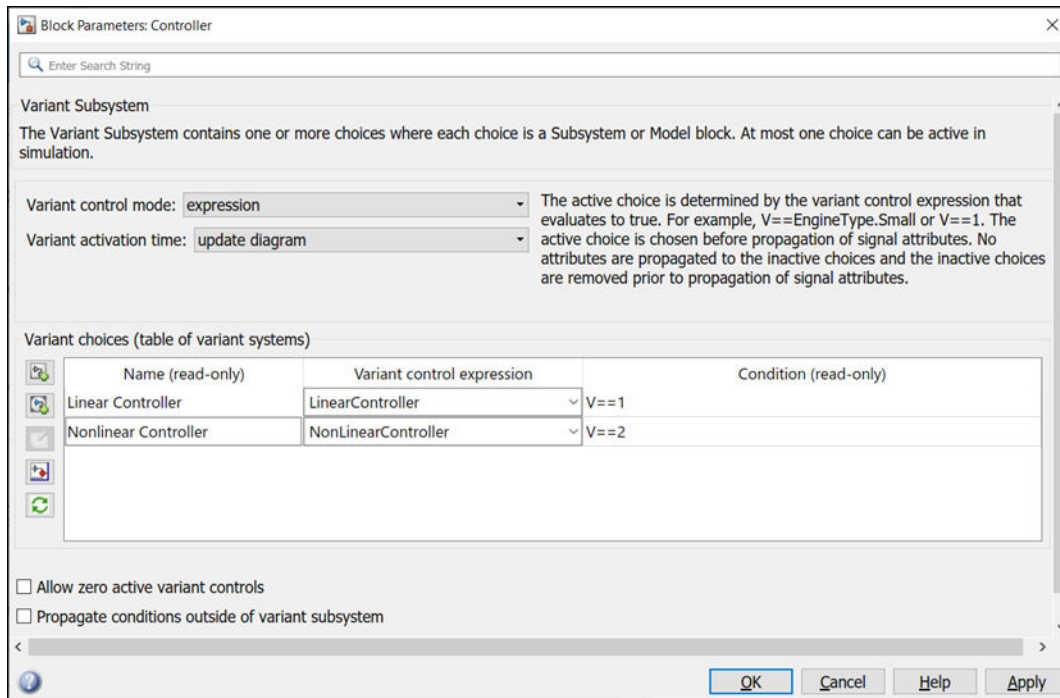 Block Parameters: Controller
Enter Search String
Variant Subsystem
The Variant Subsystem contains one or more choices where each choice is a Subsystem or Model block. At most one choice can be active in
simulation.
Variant control mode: expression
Variant activation time: update diagram
The active choice is determined by the variant control expression that
evaluates to true. For example, V==EngineType.Small or V==1. The
active choice is chosen before propagation of signal attributes. No
attributes are propagated to the inactive choices and the inactive choices
are removed prior to propagation of signal attributes.
Variant choices (table of variant systems)
Name (read-only) Variant control expression Condition (read-only)
Linear Controller LinearController V==1
Nonlinear Controller NonLinearController V==2
Allow zero active variant controls
Propagate conditions outside of variant subsystem
OK Cancel Help Apply